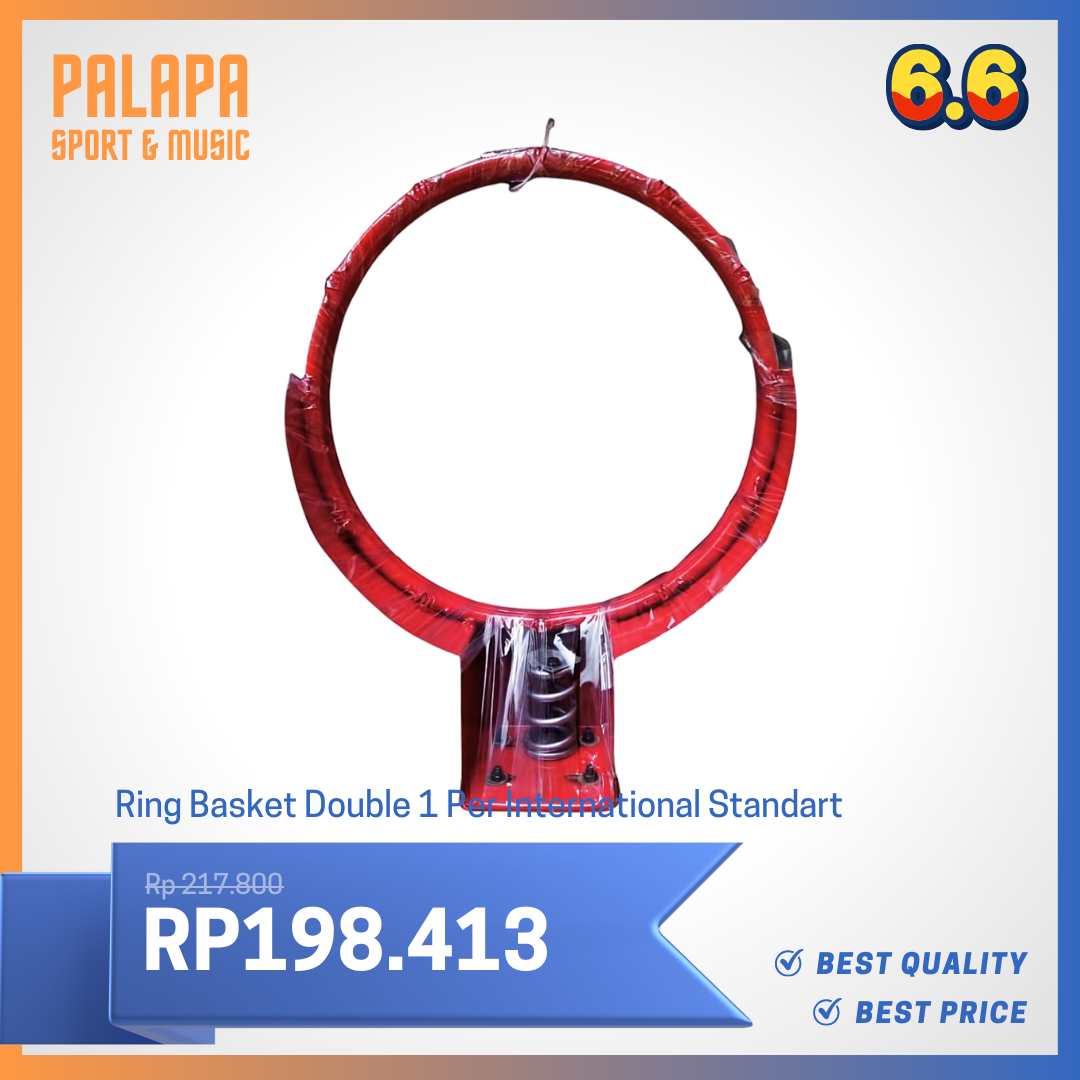 PALAPA
SPORT & MUSIC
6.6
Ring Basket Double 1 Per International Standart
Rp 217.800
RP198.413
BEST QUALITY
BEST PRICE